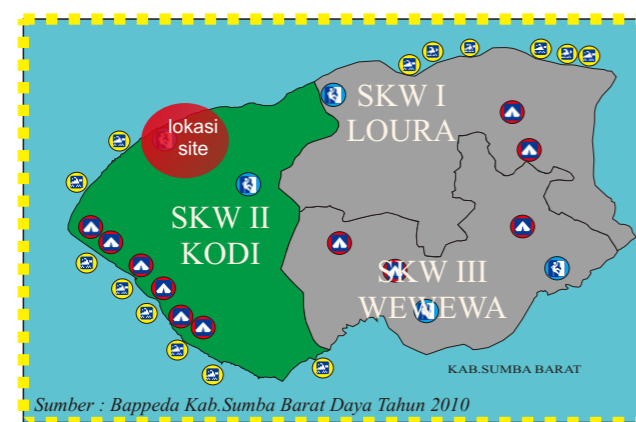 SKW I
LOURA
lokasi
site
SKW II
KODI
SKW III
WEWEWA
KAB.SUMBA BARAT
Sumber : Bappeda Kab.Sumba Barat Daya Tahun 2010